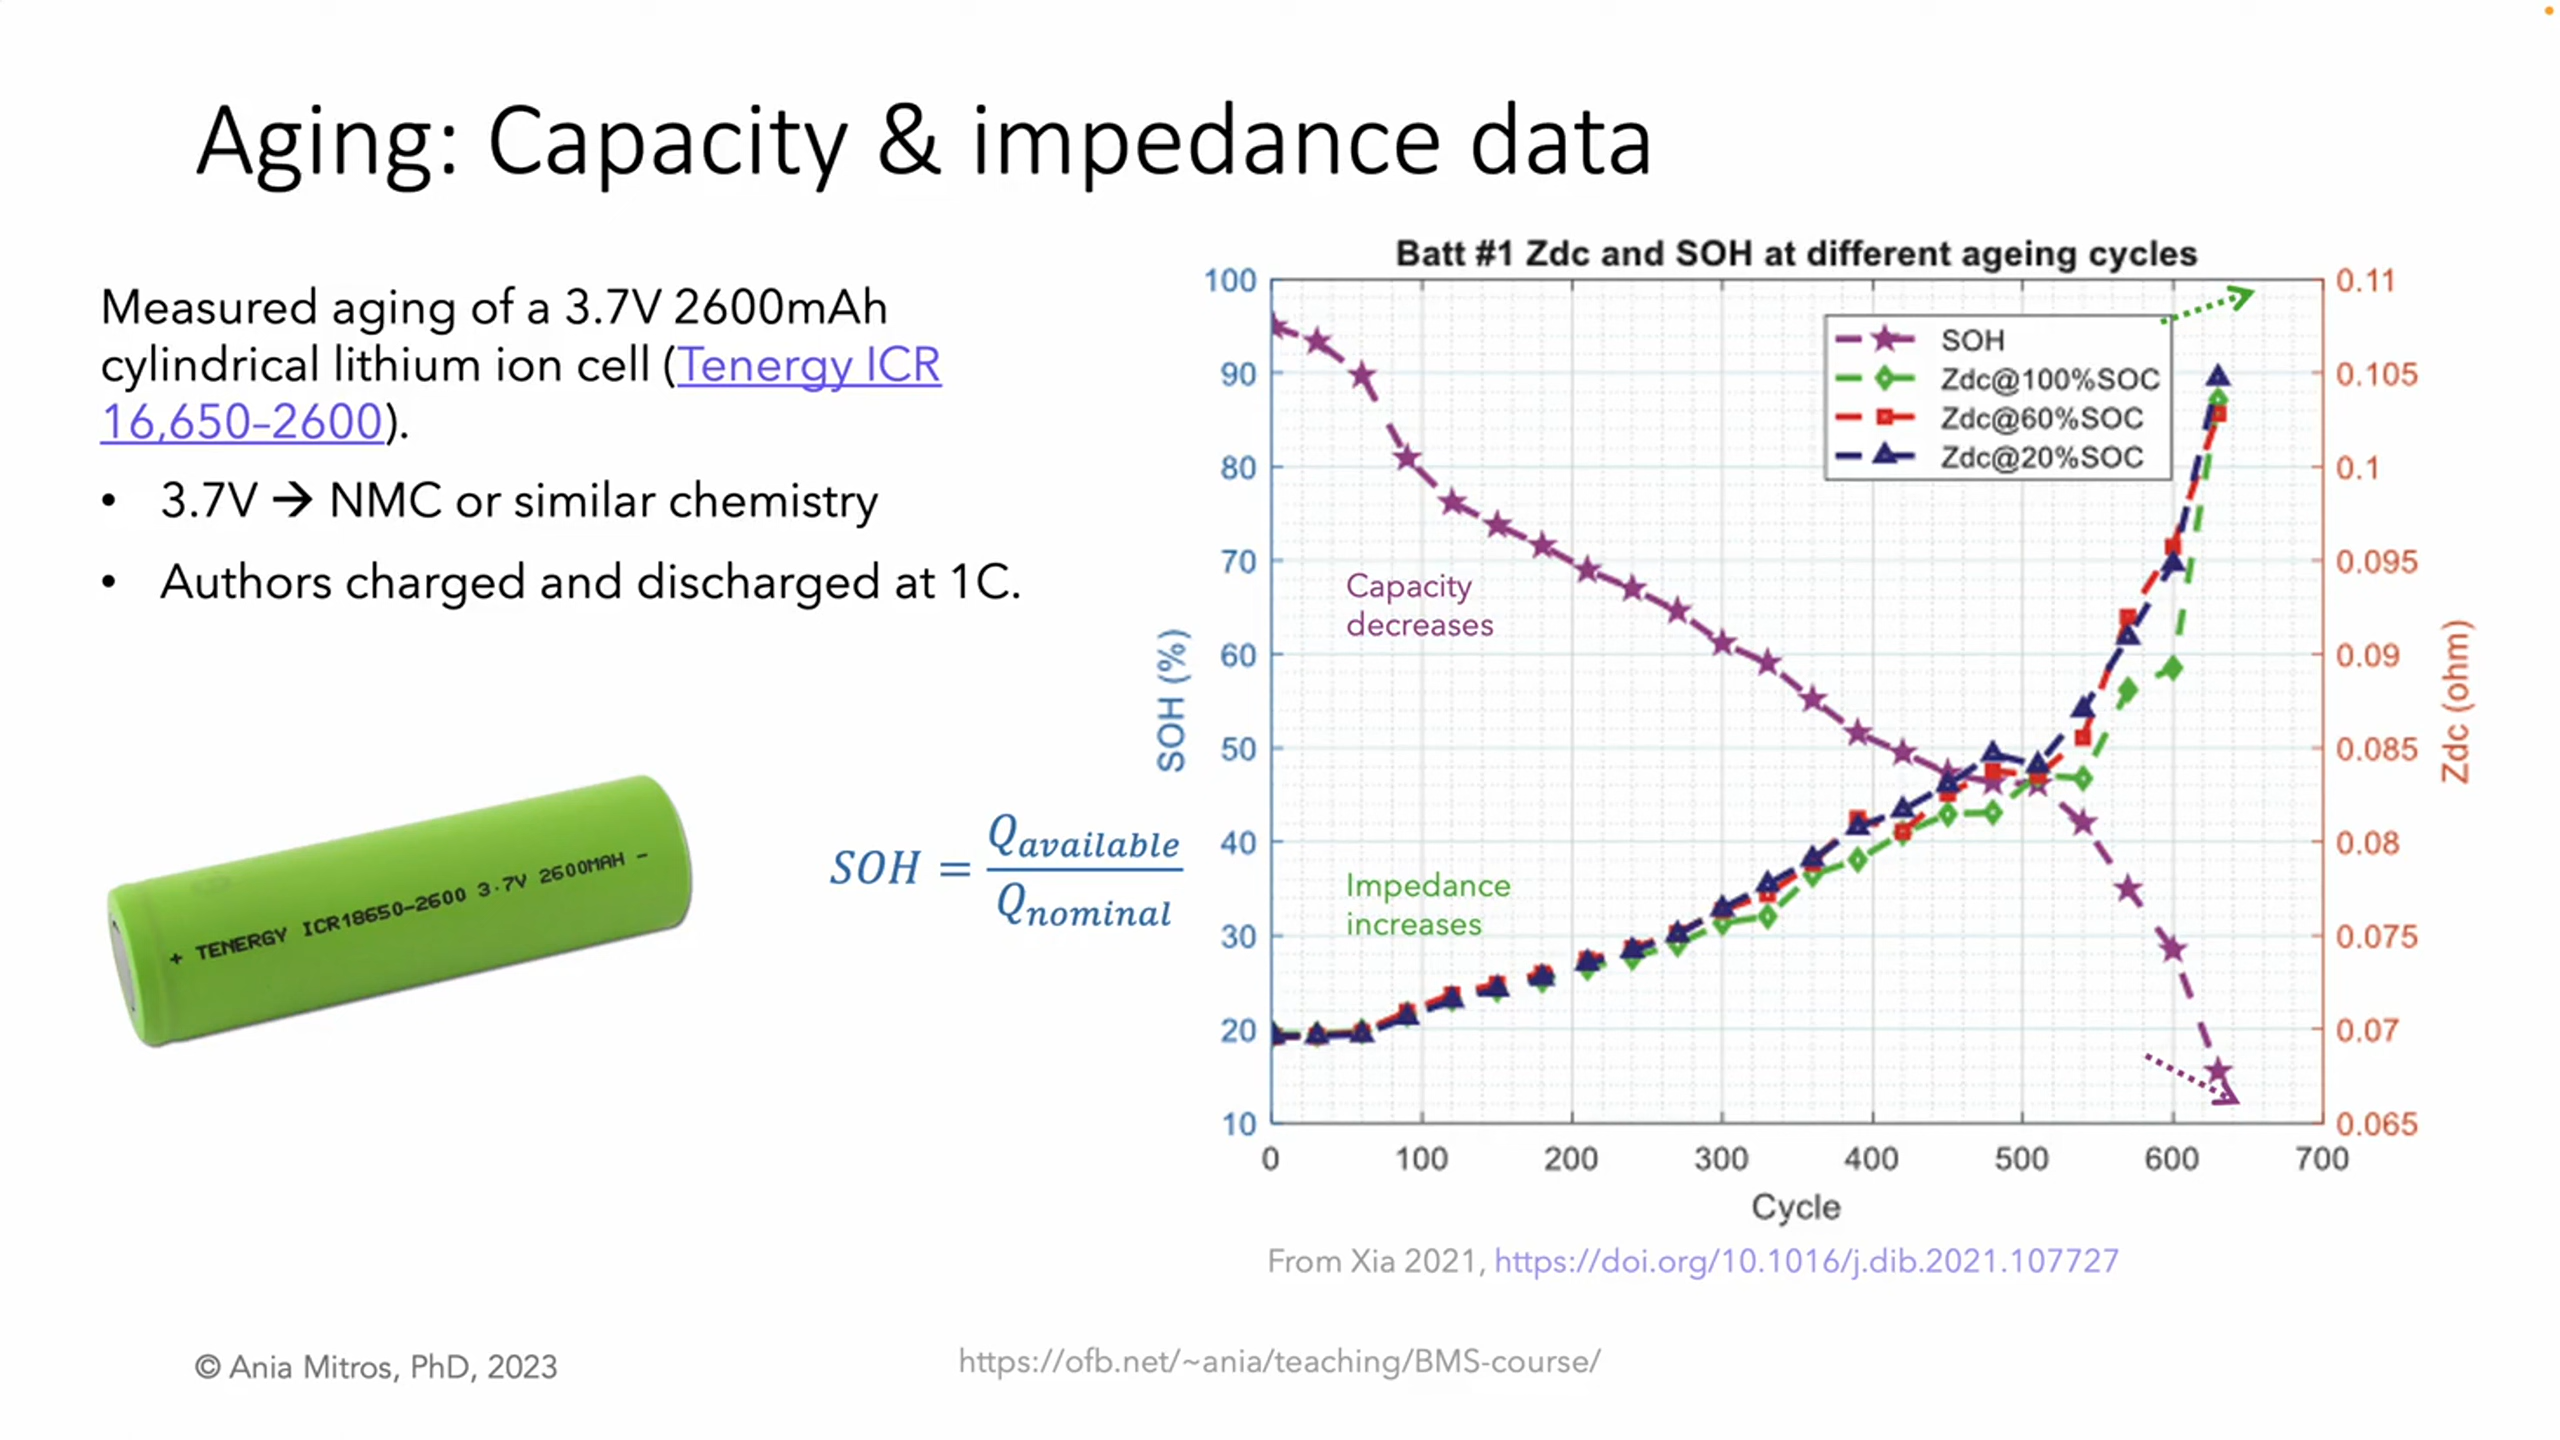 Aging: Capacity & impedance data
Measured aging of a 3.7V 2600mAh
cylindrical lithium ion cell (Tenergy ICR
16,650-2600).
• 3.7V → NMC or similar chemistry
• Authors charged and discharged at 1C.
+ TENERGY ICR18650-2600 3.7V 2600MAH -
SOH = Qavailable / Qnominal
Batt #1 Zdc and SOH at different ageing cycles
100
90
80
70
60
50
40
30
20
10
SOH (%)
SOH
Zdc@100%SOC
Zdc@60%SOC
Zdc@20%SOC
Capacity
decreases
Impedance
increases
0.11
0.105
0.1
0.095
0.09
0.085
0.08
0.075
0.07
0.065
Zdc (ohm)
0 100 200 300 400 500 600 700
Cycle
From Xia 2021, https://doi.org/10.1016/j.dib.2021.107727
© Ania Mitros, PhD, 2023
https://ofb.net/~ania/teaching/BMS-course/